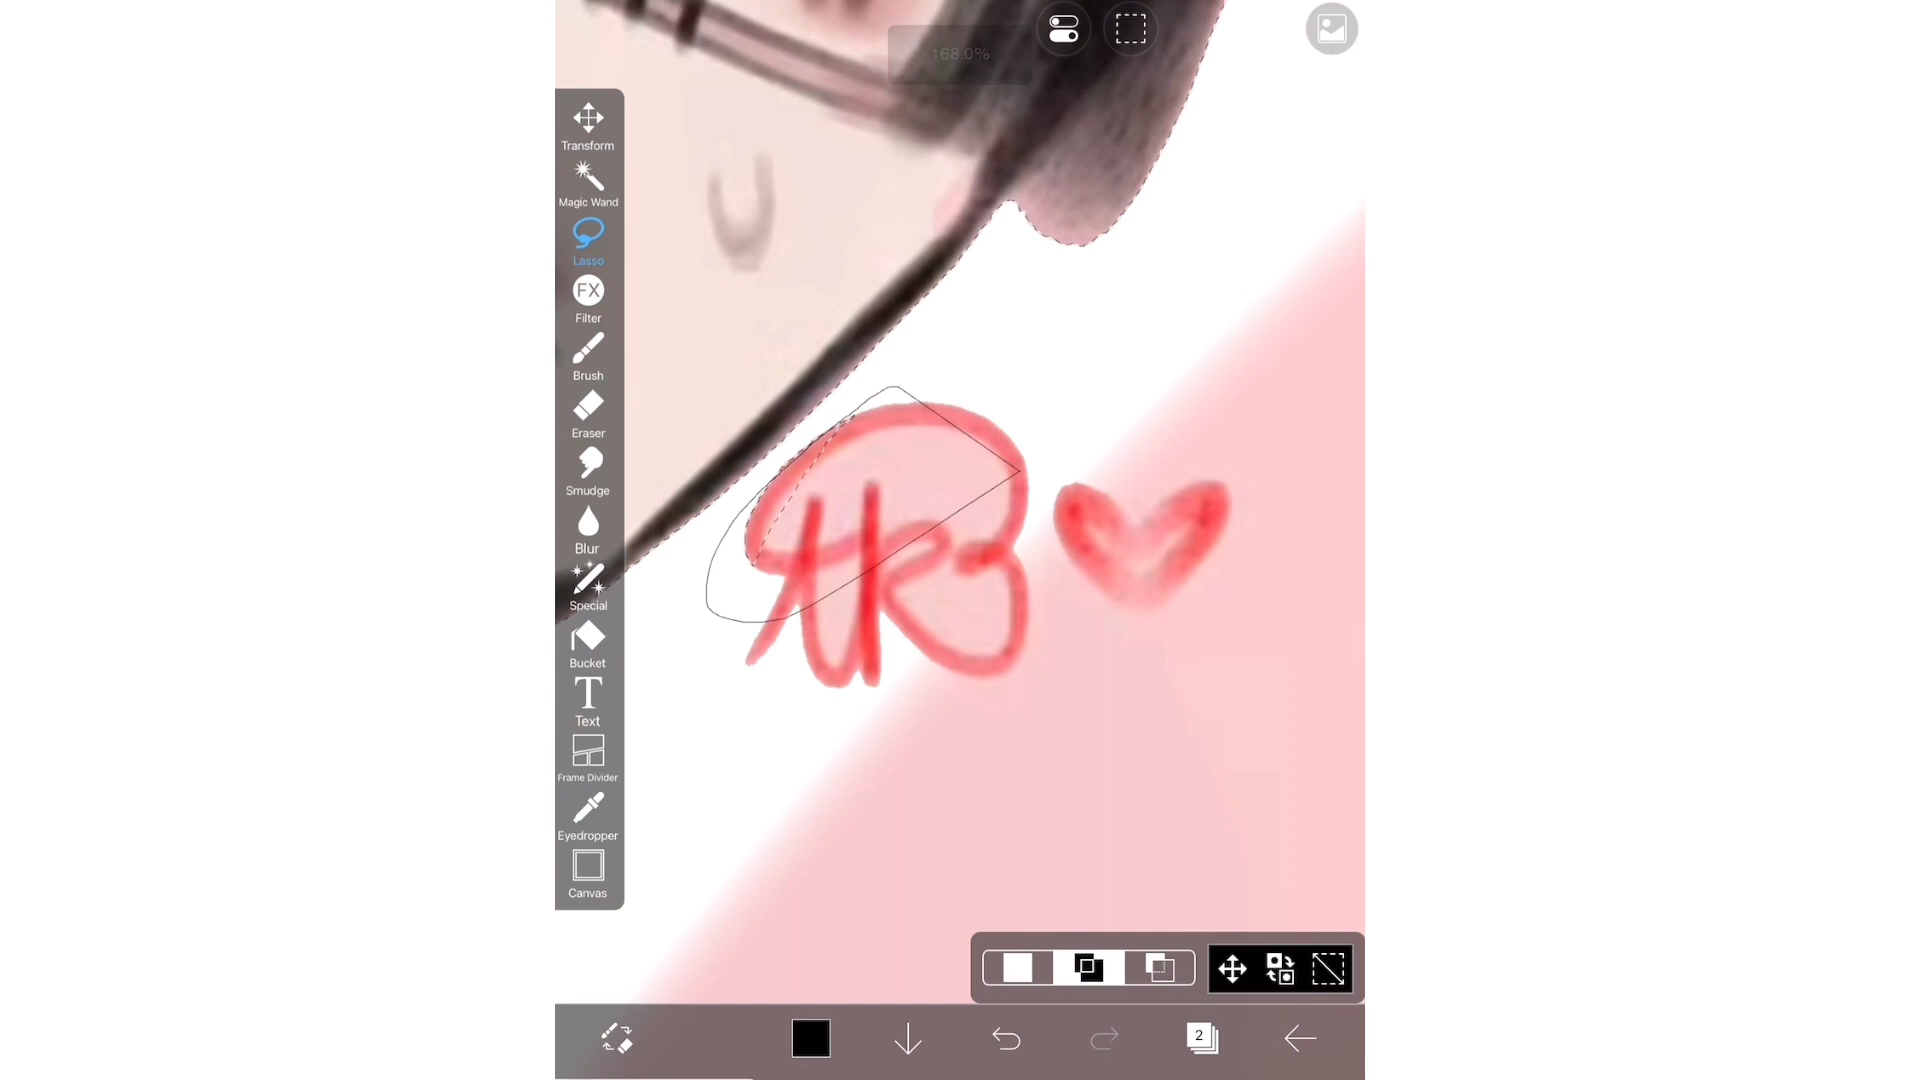 168.0%
Transform
Magic Wand
Lasso
FX
Filter
Brush
Eraser
Smudge
Blur
Special
Bucket
T
Text
Frame Divider
Eyedropper
Canvas
2